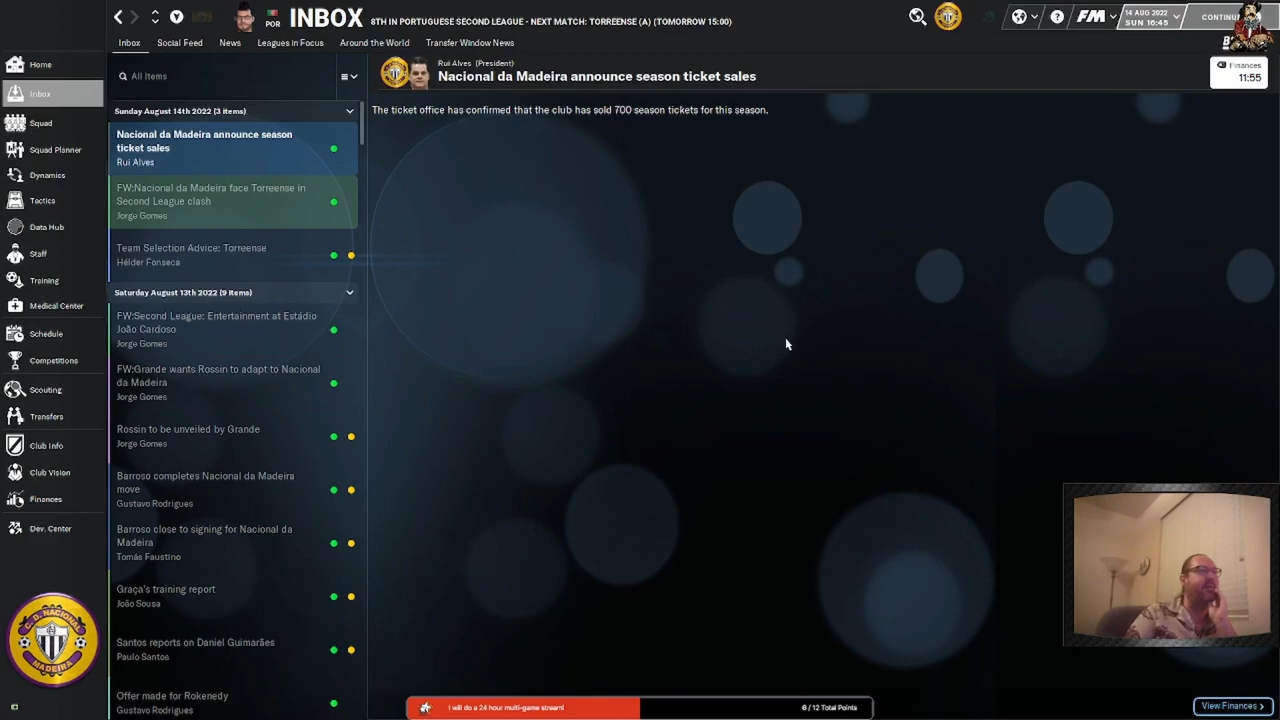 POR
INBOX
8TH IN PORTUGUESE SECOND LEAGUE - NEXT MATCH: TORREENSE (A) (TOMORROW 15:00)
FM
14 AUG 2022
SUN 16:45
CONTINU
Inbox
Social Feed
News
Leagues in Focus
Around the World
Transfer Window News
Home
Inbox
Squad
Squad Planner
Dynamics
Tactics
Data Hub
Staff
Training
Medical Center
Schedule
Competitions
Scouting
Transfers
Club Info
Club Vision
Finances
Dev. Center
C. D. NACIONAL
MADEIRA
All Items
Sunday August 14th 2022 (3 items)
Nacional da Madeira announce season
ticket sales
Rui Alves
FW:Nacional da Madeira face Torreense in
Second League clash
Jorge Gomes
Team Selection Advice: Torreense
Hélder Fonseca
Saturday August 13th 2022 (9 items)
FW:Second League: Entertainment at Estádio
João Cardoso
Jorge Gomes
FW:Grande wants Rossin to adapt to Nacional
da Madeira
Jorge Gomes
Rossin to be unveiled by Grande
Jorge Gomes
Barroso completes Nacional da Madeira
move
Gustavo Rodrigues
Barroso close to signing for Nacional da
Madeira
Tomás Faustino
Graça's training report
João Sousa
Santos reports on Daniel Guimarães
Paulo Santos
Offer made for Rokenedy
Gustavo Rodrigues
Rui Alves (President)
Nacional da Madeira announce season ticket sales
Finances
11:55
The ticket office has confirmed that the club has sold 700 season tickets for this season.
I will do a 24 hour multi-game stream!
6 / 12 Total Points
View Finances >